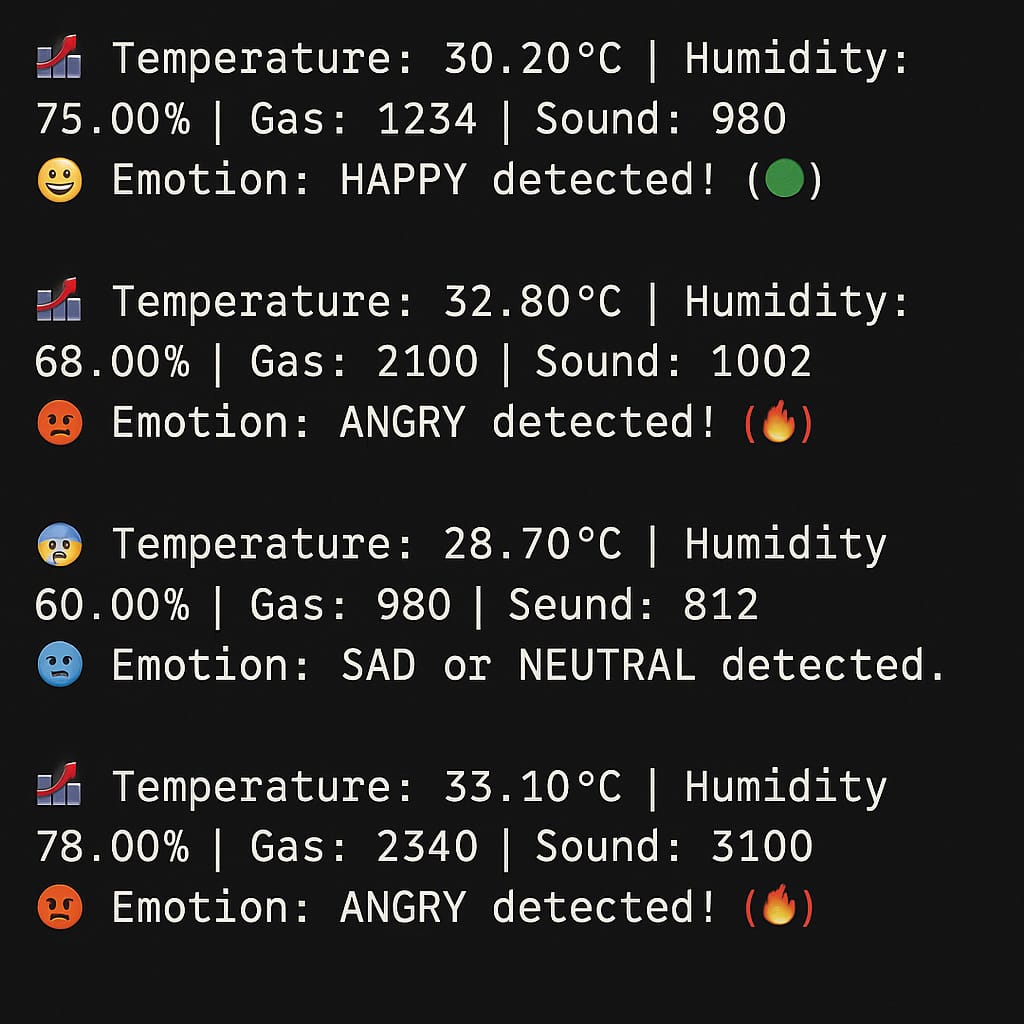 📈 Temperature: 30.20°C | Humidity:
75.00% | Gas: 1234 | Sound: 980
😀 Emotion: HAPPY detected! (🟢)
📈 Temperature: 32.80°C | Humidity:
68.00% | Gas: 2100 | Sound: 1002
😡 Emotion: ANGRY detected! (🔥)
😰 Temperature: 28.70°C | Humidity
60.00% | Gas: 980 | Seund: 812
Emotion: SAD or NEUTRAL detected.
📈 Temperature: 33.10°C | Humidity
78.00% | Gas: 2340 | Sound: 3100
😡 Emotion: ANGRY detected! (🔥)